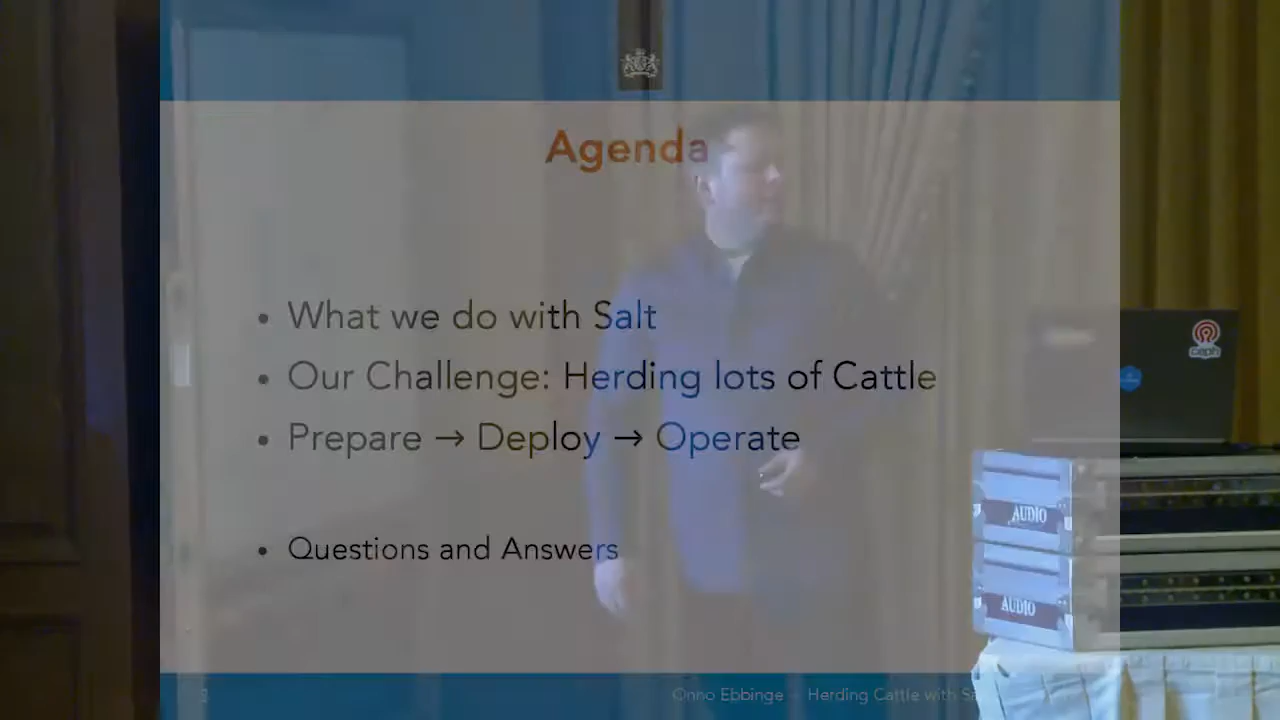 Agenda
• What we do with Salt
• Our Challenge: Herding lots of Cattle
• Prepare → Deploy → Operate
• Questions and Answers
ceph
AUDIO
AUDIO
Onno Ebbinge - Herding Cattle with